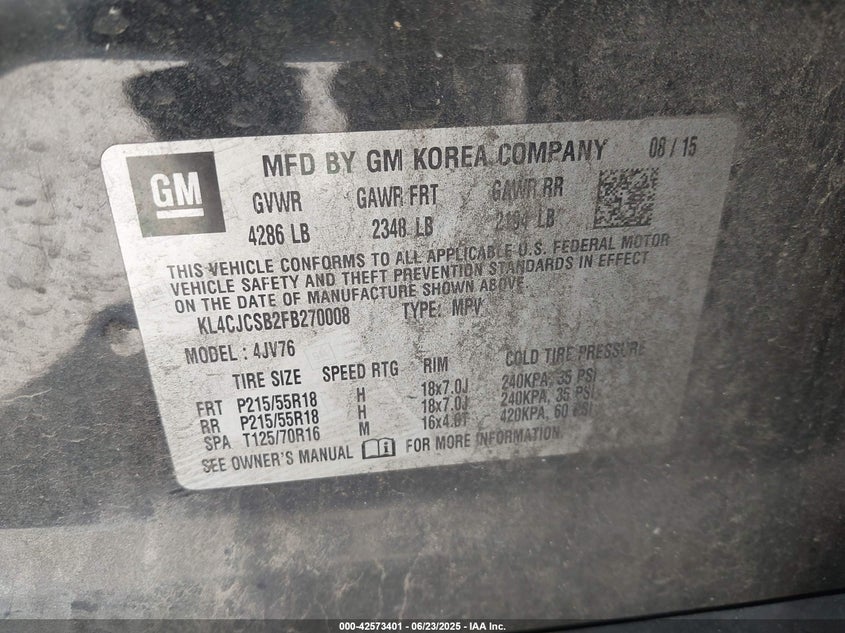 GM
MFD BY GM KOREA COMPANY 08 / 15
GVWR GAWR FRT GAWR RR
4286 LB 2348 LB 2194 LB
THIS VEHICLE CONFORMS TO ALL APPLICABLE U.S. FEDERAL MOTOR
VEHICLE SAFETY AND THEFT PREVENTION STANDARDS IN EFFECT
ON THE DATE OF MANUFACTURE SHOWN ABOVE.
KL4CJCSB2FB270008 TYPE: MPV
MODEL : 4JV76
TIRE SIZE SPEED RTG RIM COLD TIRE PRESSURE
FRT P215/55R18 H 18x7.0J 240KPA, 35 PSI
RR P215/55R18 H 18x7.0J 240KPA, 35 PSI
SPA T125/70R16 M 16x4.0T 420KPA, 60 PSI
SEE OWNER'S MANUAL FOR MORE INFORMATION.
000-42573401 - 06/23/2025 - IAA Inc.